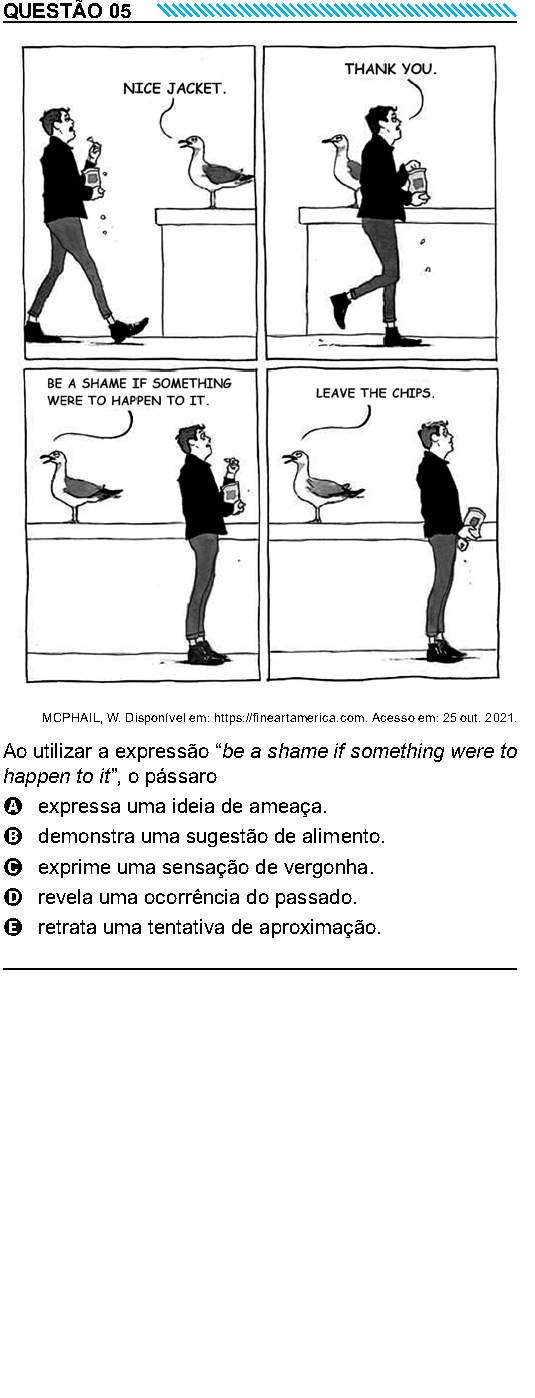 QUESTÃO 05
NICE JACKET.
THANK YOU.
BE A SHAME IF SOMETHING
WERE TO HAPPEN TO IT.
LEAVE THE CHIPS.
MCPHAIL, W. Disponível em: https://fineartamerica.com. Acesso em: 25 out. 2021.
Ao utilizar a expressão “be a shame if something were to
happen to it”, o pássaro
A expressa uma ideia de ameaça.
B demonstra uma sugestão de alimento.
C exprime uma sensação de vergonha.
D revela uma ocorrência do passado.
E retrata uma tentativa de aproximação.